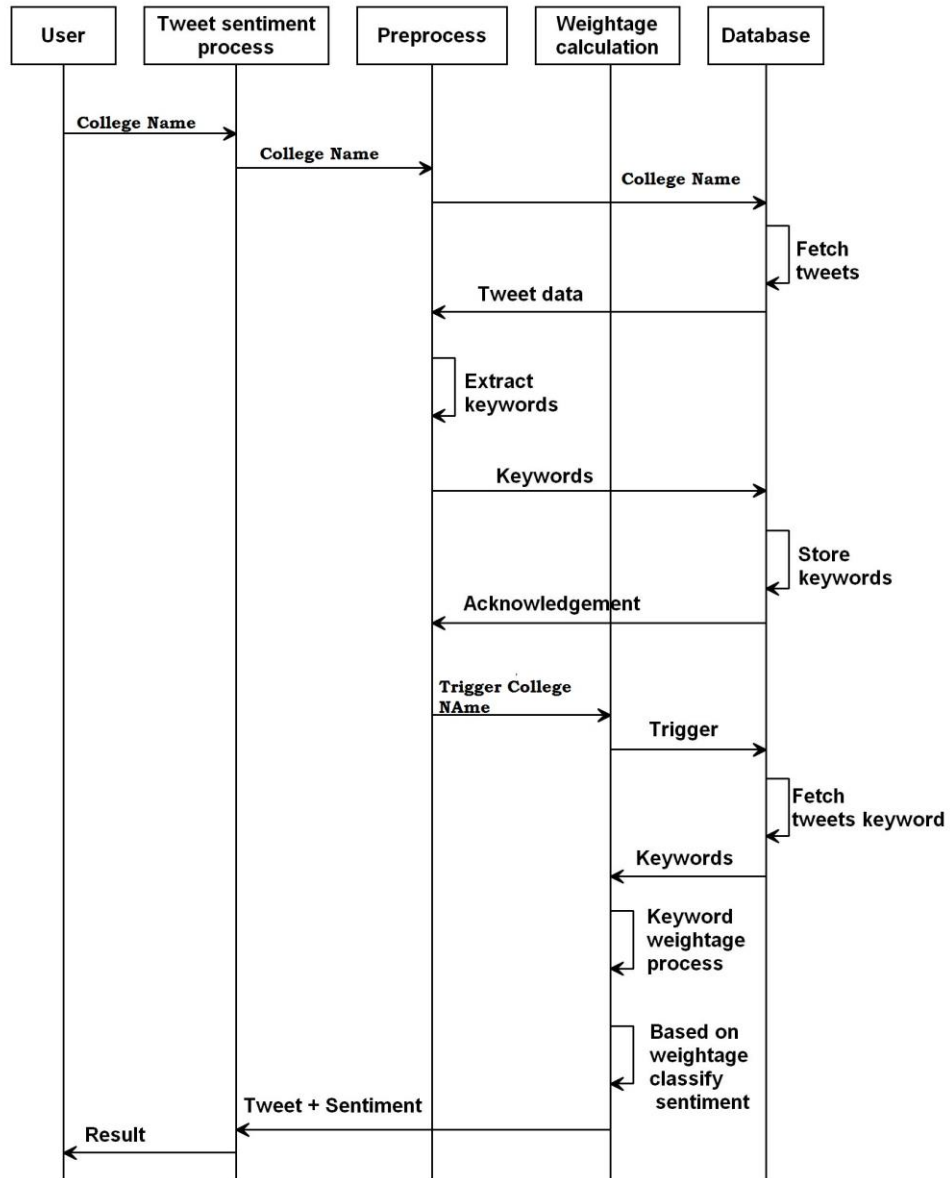 User
Tweet sentiment
process
Preprocess
Weightage
calculation
Database
College Name
College Name
College Name
Fetch
tweets
Tweet data
Extract
keywords
Keywords
Store
keywords
Acknowledgement
Trigger College
NAme
Trigger
Fetch
tweets keyword
Keywords
Keyword
weightage
process
Based on
weightage
classify
sentiment
Tweet + Sentiment
Result